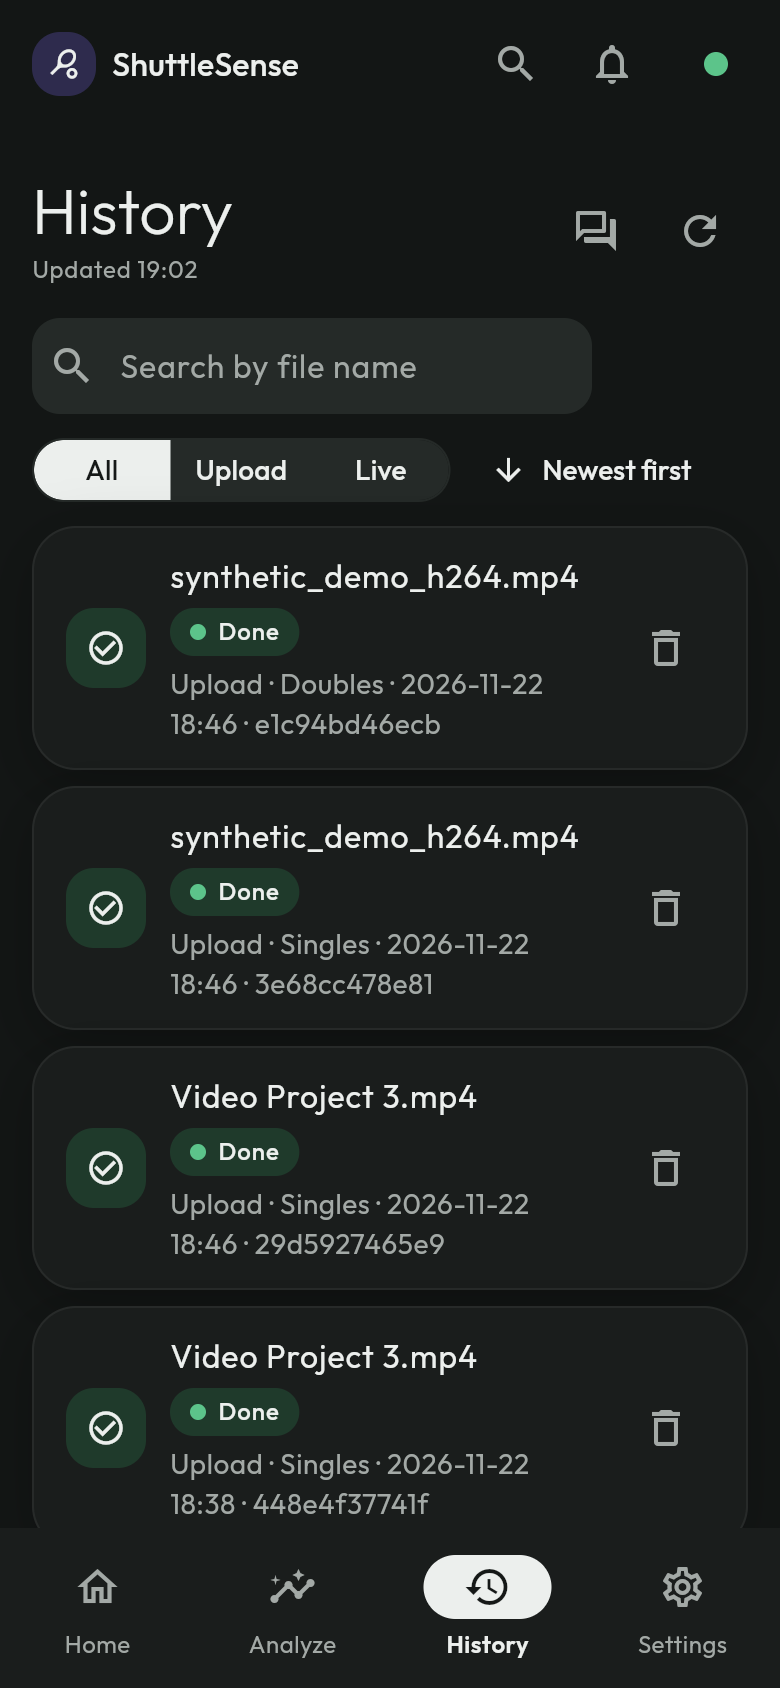 ShuttleSense
History
Updated 19:02
Search by file name
All Upload Live Newest first
synthetic_demo_h264.mp4
Done
Upload · Doubles · 2026-11-22
18:46 · e1c94bd46ecb
synthetic_demo_h264.mp4
Done
Upload · Singles · 2026-11-22
18:46 · 3e68cc478e81
Video Project 3.mp4
Done
Upload · Singles · 2026-11-22
18:46 · 29d5927465e9
Video Project 3.mp4
Done
Upload · Singles · 2026-11-22
18:38 · 448e4f37741f
Home Analyze History Settings